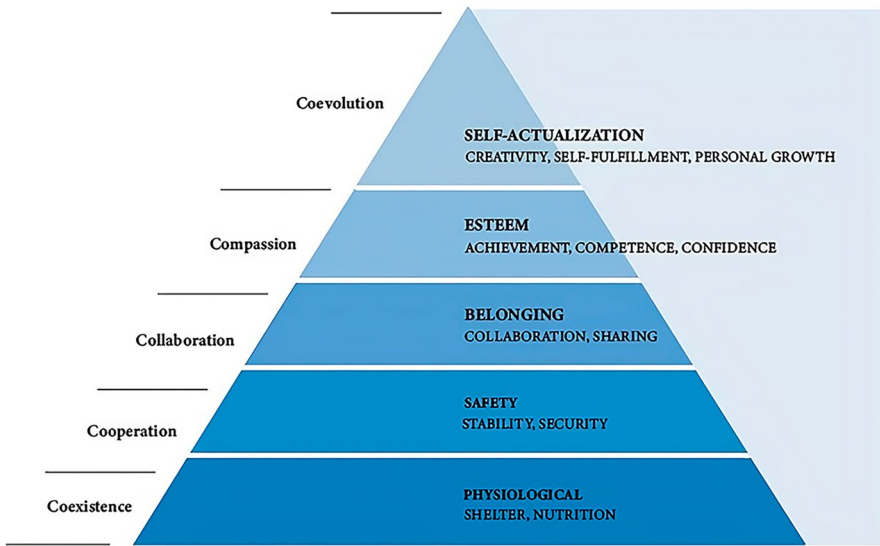 Coevolution
SELF-ACTUALIZATION
CREATIVITY, SELF-FULFILLMENT, PERSONAL GROWTH
Compassion
ESTEEM
ACHIEVEMENT, COMPETENCE, CONFIDENCE
Collaboration
BELONGING
COLLABORATION, SHARING
Cooperation
SAFETY
STABILITY, SECURITY
Coexistence
PHYSIOLOGICAL
SHELTER, NUTRITION